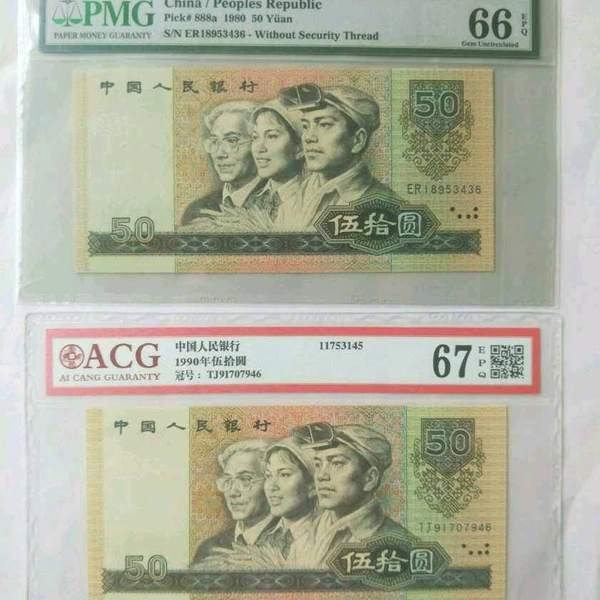 China / Peoples Republic
Pick# 888a 1980 50 Yüan
S/N ER18953436 - Without Security Thread
PMG
PAPER MONEY GUARANTY
66 EPQ
Gem Uncirculated
中国人民银行
50
ER18953436
50
伍拾圆
ACG
AI CANG GUARANTY
中国人民银行
11753145
1990年伍拾圆
冠号：TJ91707946
67 EPQ
中国人民银行
50
TJ91707946
50
伍拾圆